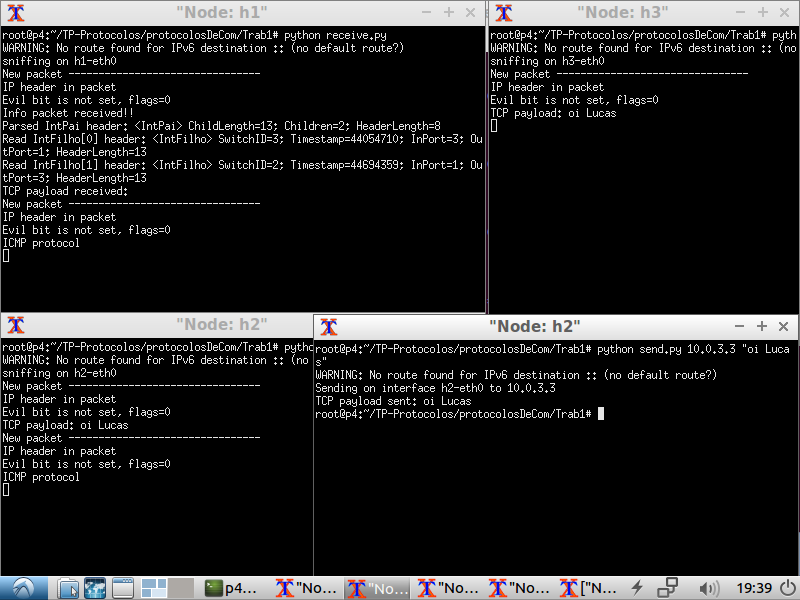 "Node: h1"
root@p4:~/TP-Protocolos/protocolosDeCom/Trab1# python receive.py
WARNING: No route found for IPv6 destination :: (no default route?)
sniffing on h1-eth0
New packet --------------------------------
IP header in packet
Evil bit is not set, flags=0
Info packet received!!
Parsed IntPai header: <IntPai> ChildLength=13; Children=2; HeaderLength=8
Read IntFilho[0] header: <IntFilho> SwitchID=3; Timestamp=44054710; InPort=3; Ou
tPort=1; HeaderLength=13
Read IntFilho[1] header: <IntFilho> SwitchID=2; Timestamp=44694359; InPort=1; Ou
tPort=3; HeaderLength=13
TCP payload received:
New packet --------------------------------
IP header in packet
Evil bit is not set, flags=0
ICMP protocol
"Node: h3"
root@p4:~/TP-Protocolos/protocolosDeCom/Trab1# pyth
WARNING: No route found for IPv6 destination :: (no
sniffing on h3-eth0
New packet --------------------------------
IP header in packet
Evil bit is not set, flags=0
TCP payload: oi Lucas
"Node: h2"
root@p4:~/TP-Protocolos/protocolosDeCom/Trab1# pytho
WARNING: No route found for IPv6 destination :: (no
sniffing on h2-eth0
New packet --------------------------------
IP header in packet
Evil bit is not set, flags=0
TCP payload: oi Lucas
New packet --------------------------------
IP header in packet
Evil bit is not set, flags=0
ICMP protocol
"Node: h2"
root@p4:~/TP-Protocolos/protocolosDeCom/Trab1# python send.py 10.0.3.3 "oi Luca
s"
WARNING: No route found for IPv6 destination :: (no default route?)
Sending on interface h2-eth0 to 10.0.3.3
TCP payload sent: oi Lucas
root@p4:~/TP-Protocolos/protocolosDeCom/Trab1#
p4... "No... "No... "No... "No... ["N... 19:39